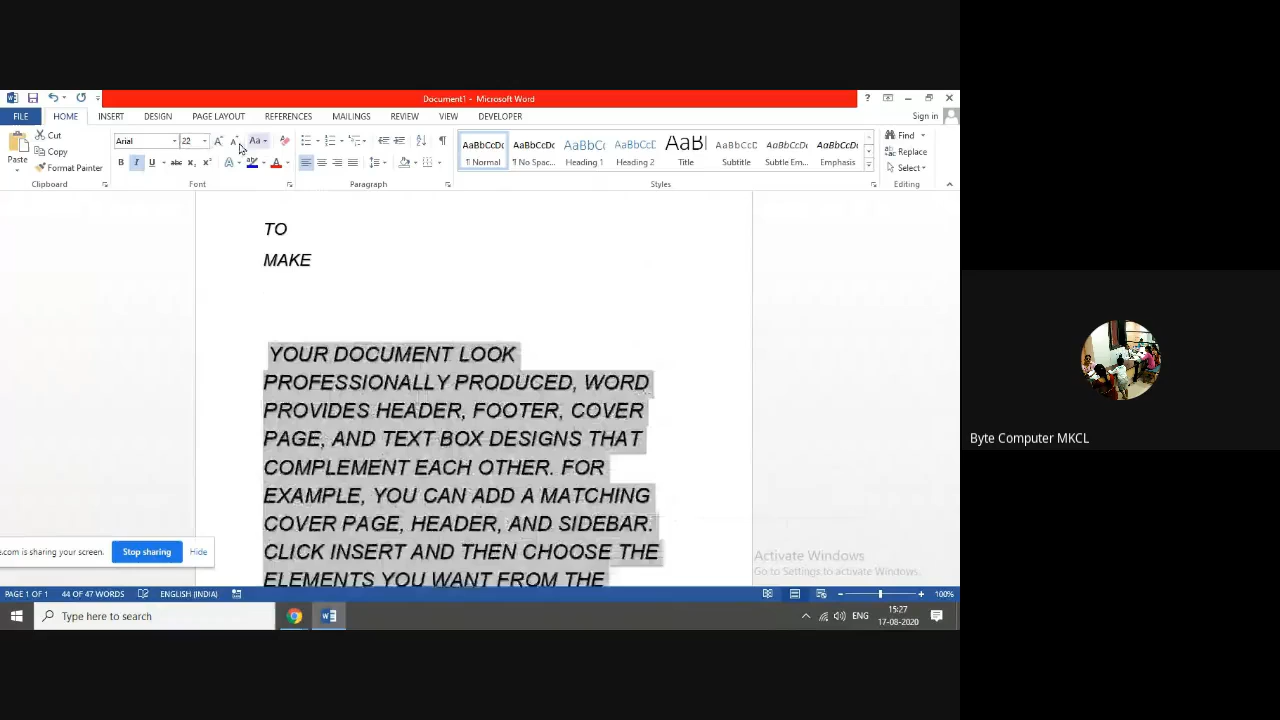 Document1 - Microsoft Word
Sign in
FILE HOME INSERT DESIGN PAGE LAYOUT REFERENCES MAILINGS REVIEW VIEW DEVELOPER
Paste
Cut
Copy
Format Painter
Clipboard
Arial 22
Font
Paragraph
AaBbCcDc AaBbCcDc AaBbC( AaBbCcC AaBl AaBbCcC AaBbCcDc AaBbCcDc
¶ Normal ¶ No Spac... Heading 1 Heading 2 Title Subtitle Subtle Em... Emphasis
Styles
Find
Replace
Select
Editing
TO
MAKE
YOUR DOCUMENT LOOK
PROFESSIONALLY PRODUCED, WORD
PROVIDES HEADER, FOOTER, COVER
PAGE, AND TEXT BOX DESIGNS THAT
COMPLEMENT EACH OTHER. FOR
EXAMPLE, YOU CAN ADD A MATCHING
COVER PAGE, HEADER, AND SIDEBAR.
CLICK INSERT AND THEN CHOOSE THE
ELEMENTS YOU WANT FROM THE
Byte Computer MKCL
e.com is sharing your screen. Stop sharing Hide
Activate Windows
Go to Settings to activate Windows.
PAGE 1 OF 1 44 OF 47 WORDS ENGLISH (INDIA) 100%
Type here to search
ENG
15:27
17-08-2020